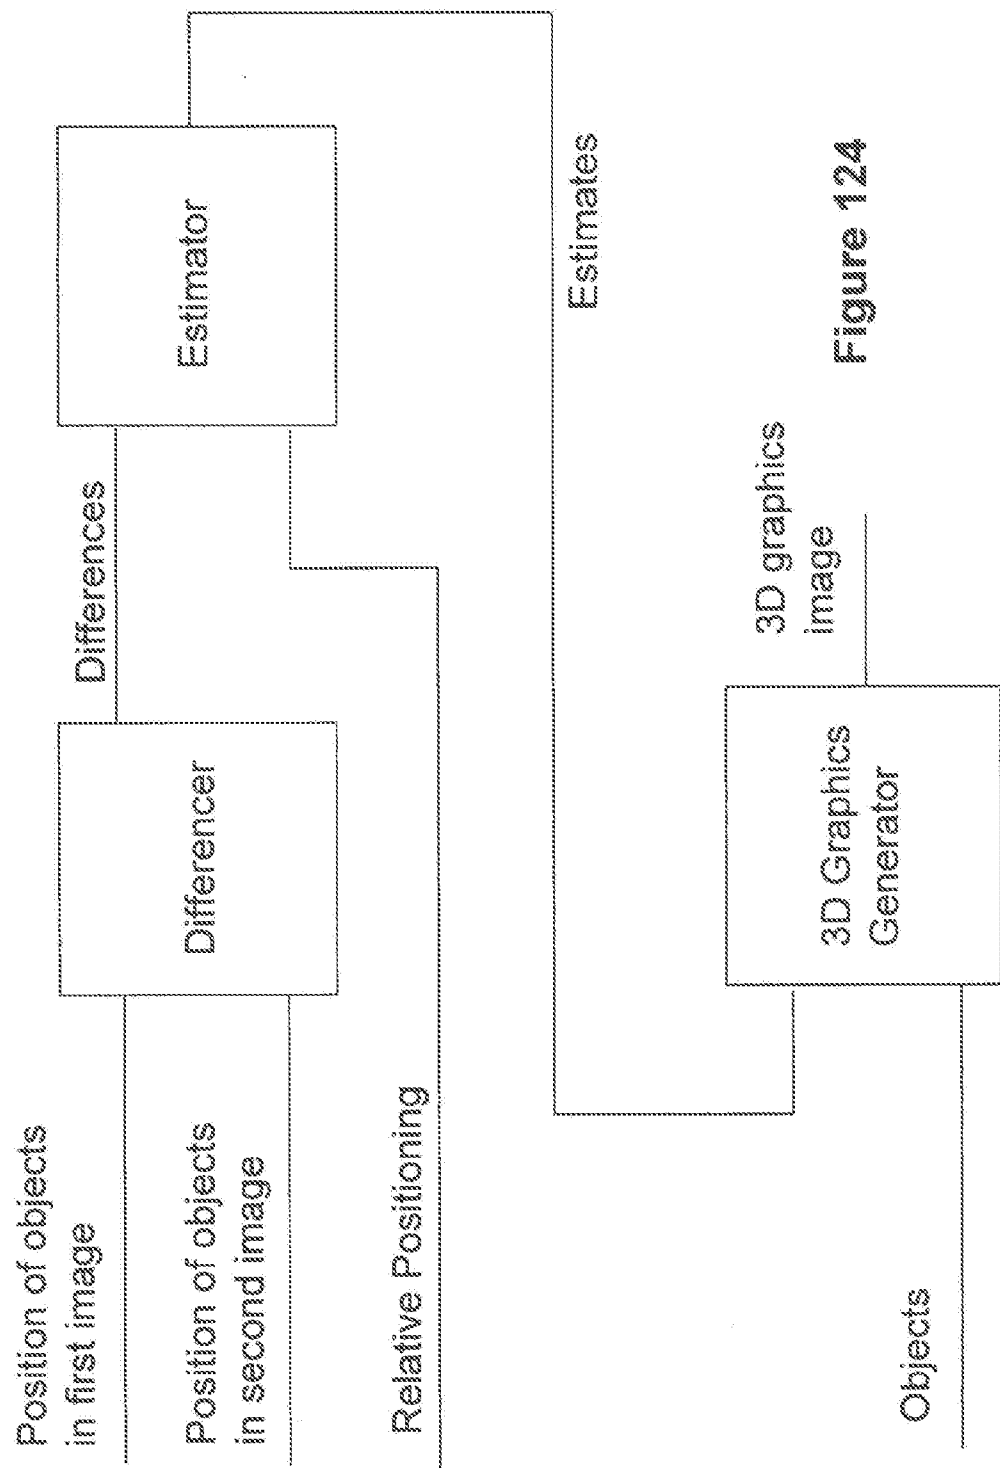 Position of objects
in first image
Position of objects
in second image
Differencer
Differences
Estimator
Relative Positioning
Estimates
Objects
3D Graphics
Generator
3D graphics
image
Figure 124